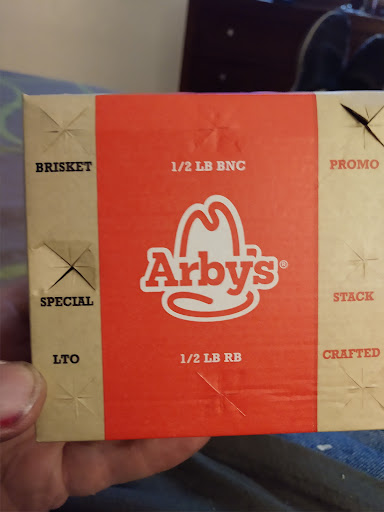 BRISKET
1/2 LB BNC
PROMO
Arby's®
SPECIAL
STACK
LTO
1/2 LB RB
CRAFTED